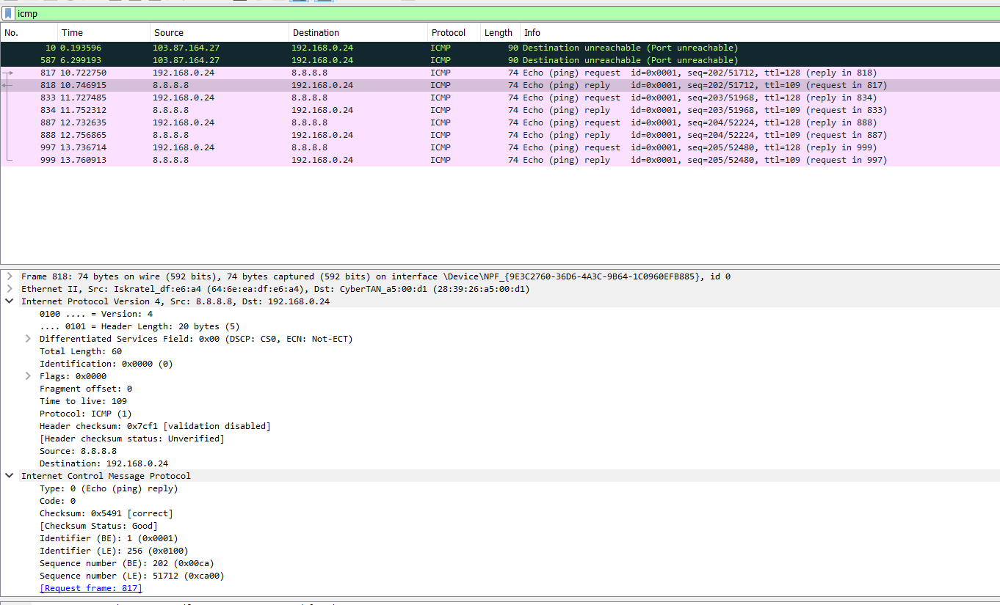 icmp
No. Time Source Destination Protocol Length Info
10 0.193596 103.87.164.27 192.168.0.24 ICMP 90 Destination unreachable (Port unreachable)
587 6.299193 103.87.164.27 192.168.0.24 ICMP 90 Destination unreachable (Port unreachable)
817 10.722750 192.168.0.24 8.8.8.8 ICMP 74 Echo (ping) request id=0x0001, seq=202/51712, ttl=128 (reply in 818)
818 10.746915 8.8.8.8 192.168.0.24 ICMP 74 Echo (ping) reply id=0x0001, seq=202/51712, ttl=109 (request in 817)
833 11.727485 192.168.0.24 8.8.8.8 ICMP 74 Echo (ping) request id=0x0001, seq=203/51968, ttl=128 (reply in 834)
834 11.752312 8.8.8.8 192.168.0.24 ICMP 74 Echo (ping) reply id=0x0001, seq=203/51968, ttl=109 (request in 833)
887 12.732635 192.168.0.24 8.8.8.8 ICMP 74 Echo (ping) request id=0x0001, seq=204/52224, ttl=128 (reply in 888)
888 12.756865 8.8.8.8 192.168.0.24 ICMP 74 Echo (ping) reply id=0x0001, seq=204/52224, ttl=109 (request in 887)
997 13.736714 192.168.0.24 8.8.8.8 ICMP 74 Echo (ping) request id=0x0001, seq=205/52480, ttl=128 (reply in 999)
999 13.760913 8.8.8.8 192.168.0.24 ICMP 74 Echo (ping) reply id=0x0001, seq=205/52480, ttl=109 (request in 997)
Frame 818: 74 bytes on wire (592 bits), 74 bytes captured (592 bits) on interface \Device\NPF_{9E3C2760-36D6-4A3C-9B64-1C0960EFB885}, id 0
Ethernet II, Src: Iskratel_df:e6:a4 (64:6e:ea:df:e6:a4), Dst: CyberTAN_a5:00:d1 (28:39:26:a5:00:d1)
Internet Protocol Version 4, Src: 8.8.8.8, Dst: 192.168.0.24
0100 .... = Version: 4
.... 0101 = Header Length: 20 bytes (5)
Differentiated Services Field: 0x00 (DSCP: CS0, ECN: Not-ECT)
Total Length: 60
Identification: 0x0000 (0)
Flags: 0x0000
Fragment offset: 0
Time to live: 109
Protocol: ICMP (1)
Header checksum: 0x7cf1 [validation disabled]
[Header checksum status: Unverified]
Source: 8.8.8.8
Destination: 192.168.0.24
Internet Control Message Protocol
Type: 0 (Echo (ping) reply)
Code: 0
Checksum: 0x5491 [correct]
[Checksum Status: Good]
Identifier (BE): 1 (0x0001)
Identifier (LE): 256 (0x0100)
Sequence number (BE): 202 (0x00ca)
Sequence number (LE): 51712 (0xca00)
[Request frame: 817]